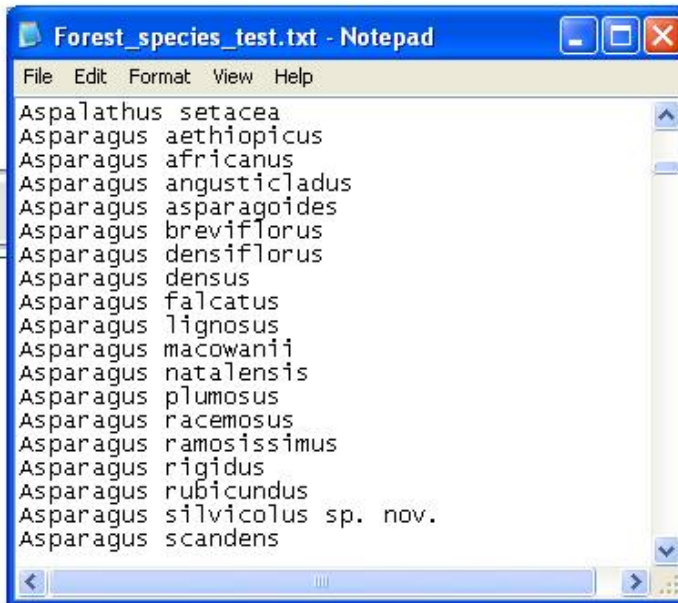 Forest_species_test.txt - Notepad
File Edit Format View Help
Aspalathus setacea
Asparagus aethiopicus
Asparagus africanus
Asparagus angusticladus
Asparagus asparagoides
Asparagus breviflorus
Asparagus densiflorus
Asparagus densus
Asparagus falcatus
Asparagus lignosus
Asparagus macowanii
Asparagus natalensis
Asparagus plumosus
Asparagus racemosus
Asparagus ramosissimus
Asparagus rigidus
Asparagus rubicundus
Asparagus silvicolus sp. nov.
Asparagus scandens